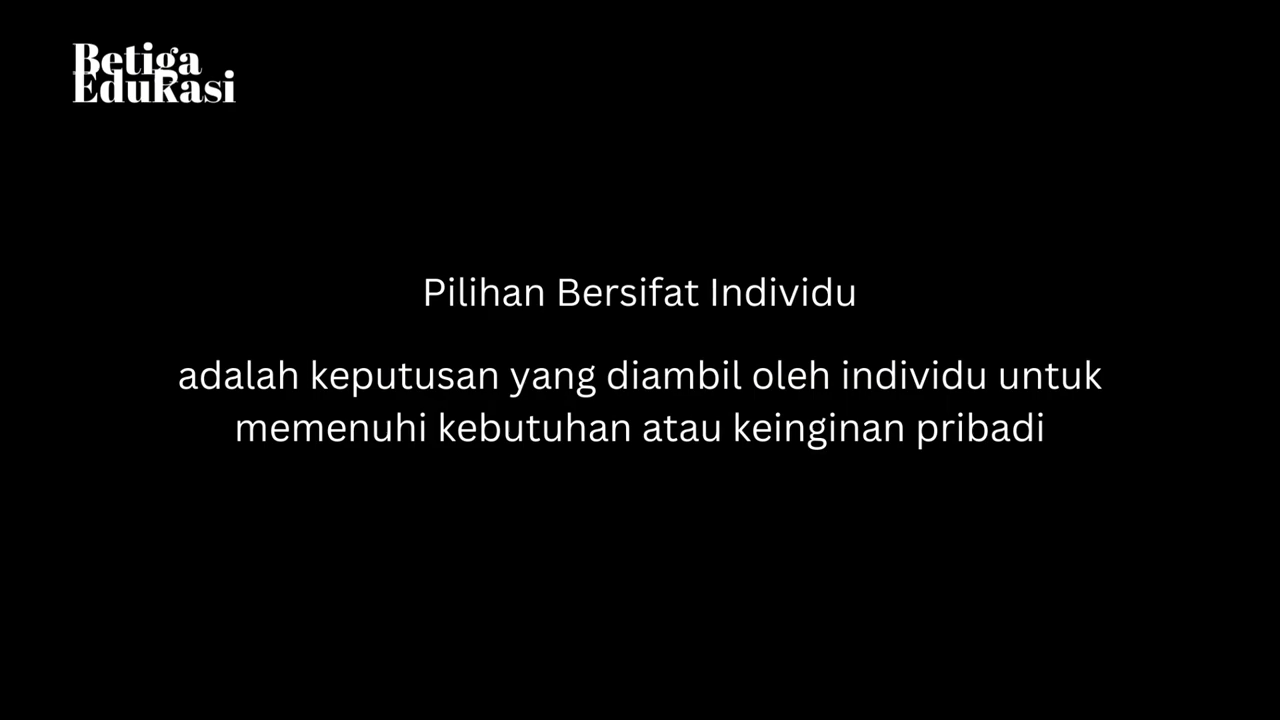 Betiga
Edukasi
Pilihan Bersifat Individu
adalah keputusan yang diambil oleh individu untuk
memenuhi kebutuhan atau keinginan pribadi